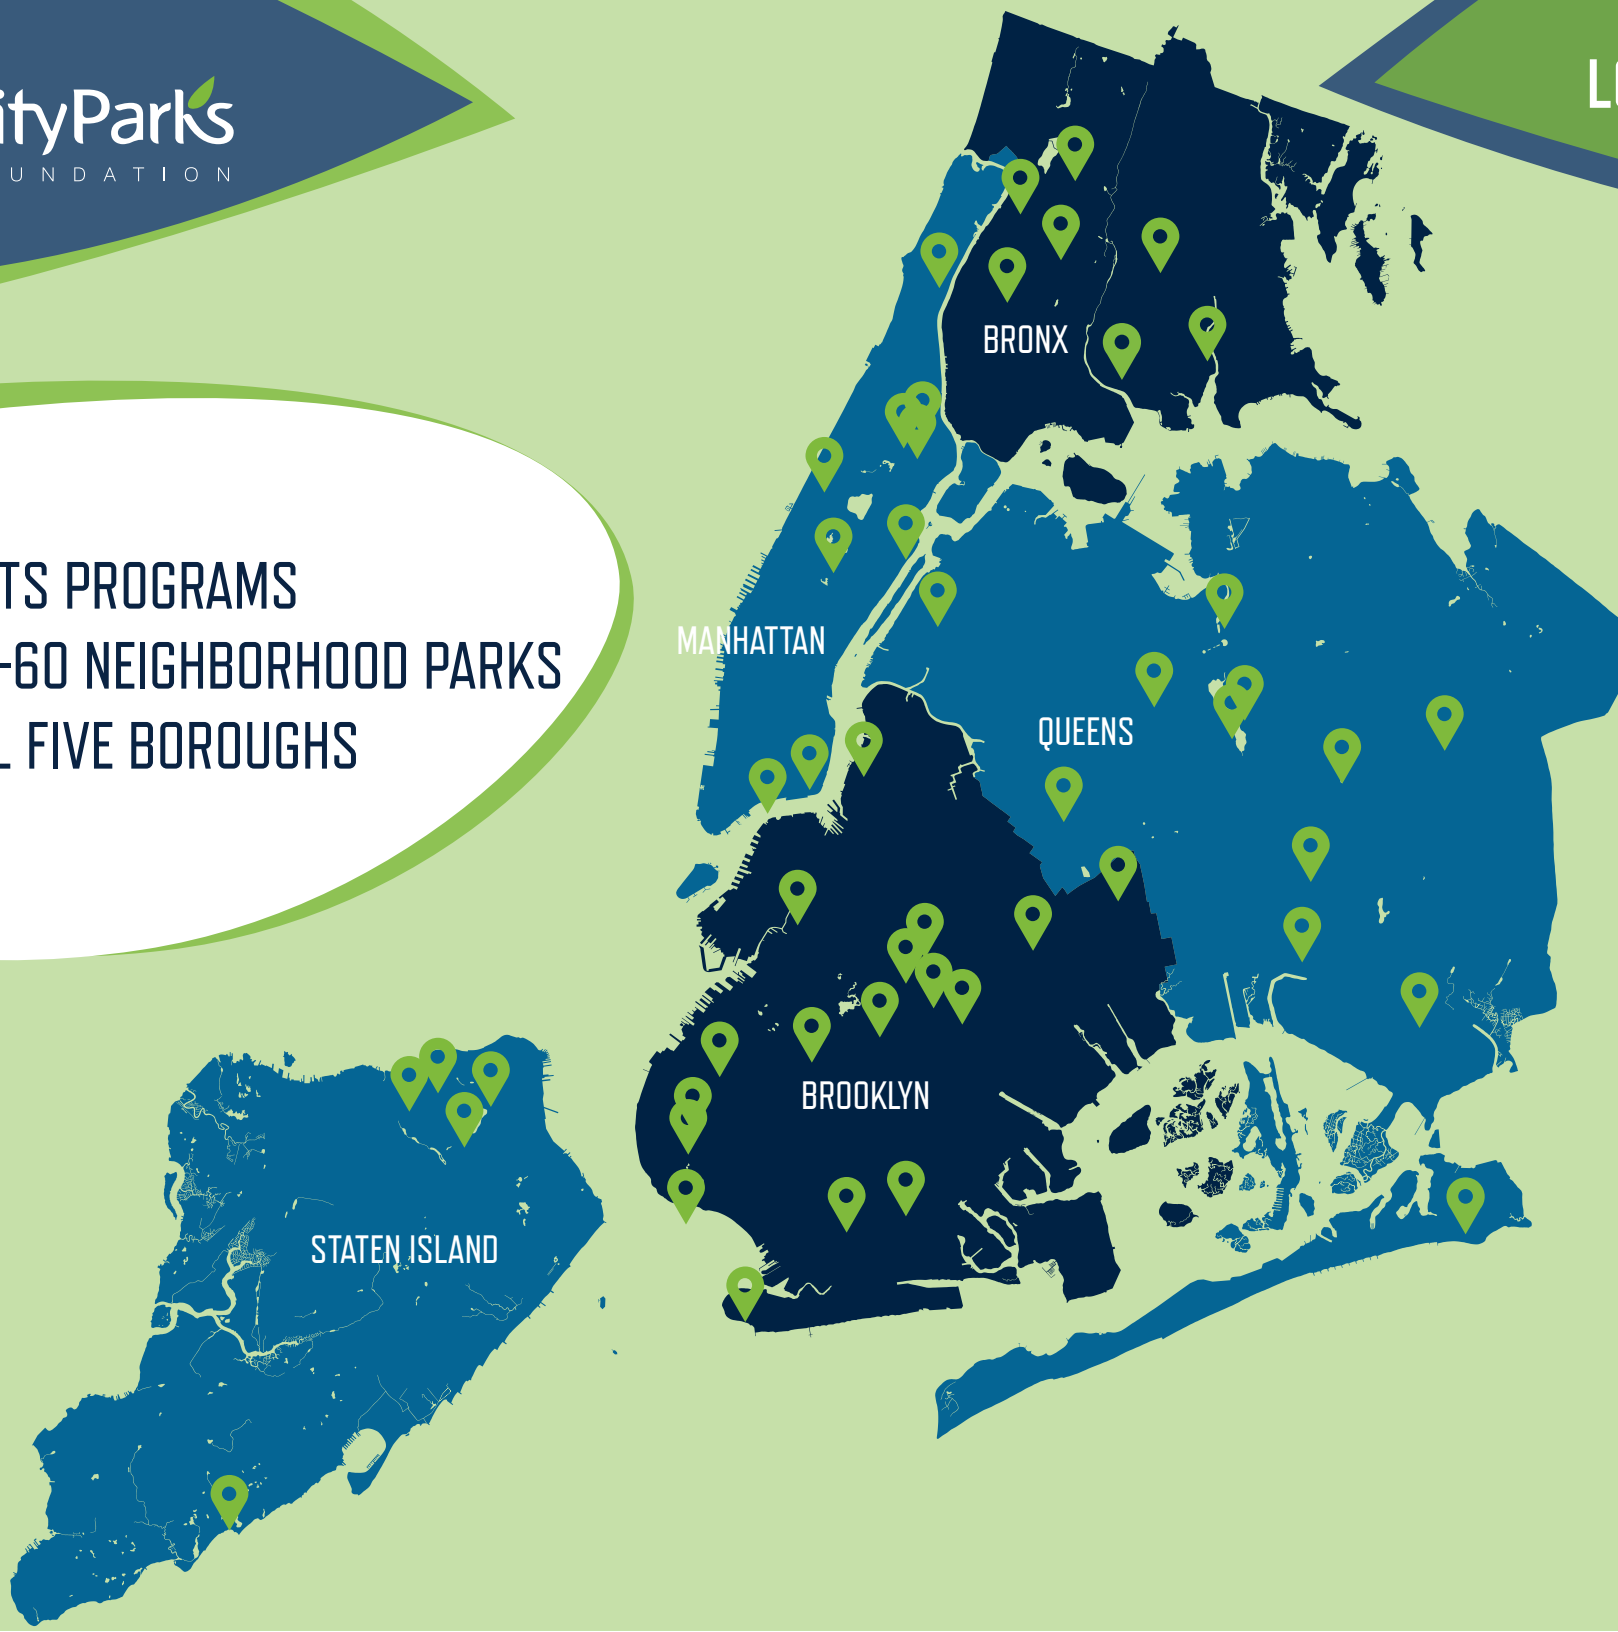 ityParks
UNDATION
TS PROGRAMS
-60 NEIGHBORHOOD PARKS
FIVE BOROUGHS
BRONX
MANHATTAN
QUEENS
BROOKLYN
STATEN ISLAND